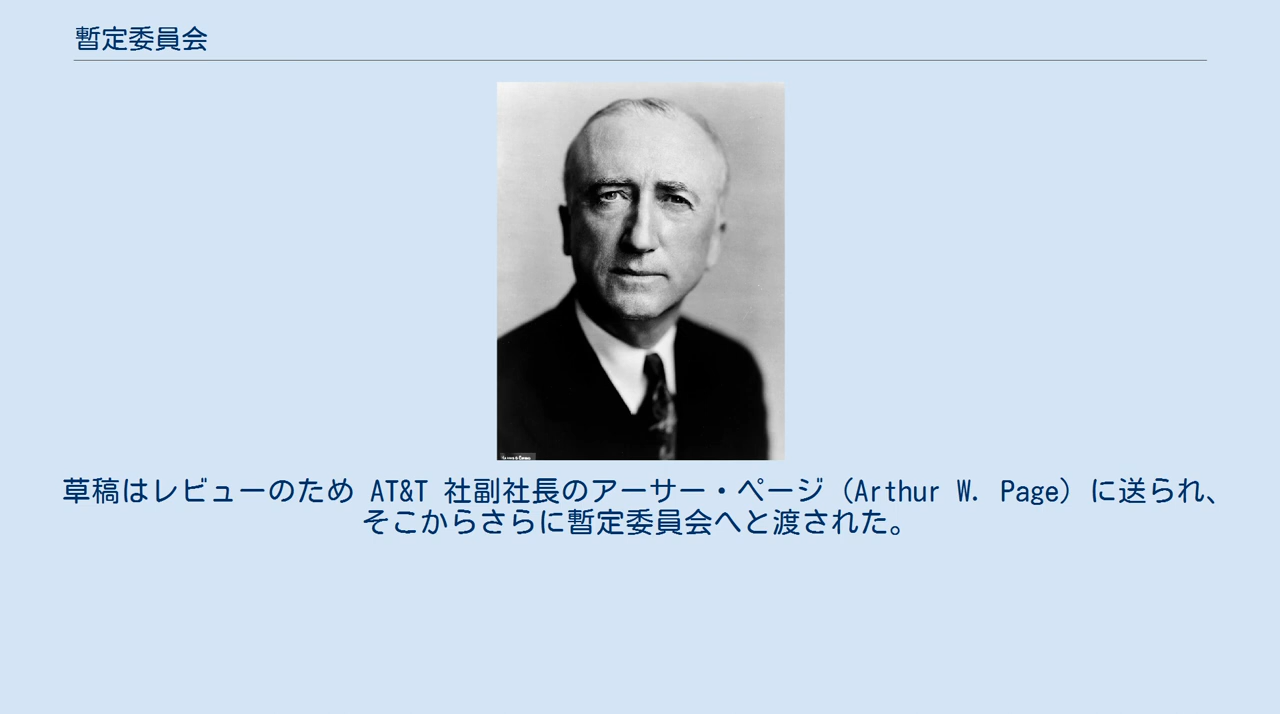 暫定委員会
草稿はレビューのため AT&T 社副社長のアーサー・ページ（Arthur W. Page）に送られ、
そこからさらに暫定委員会へと渡された。